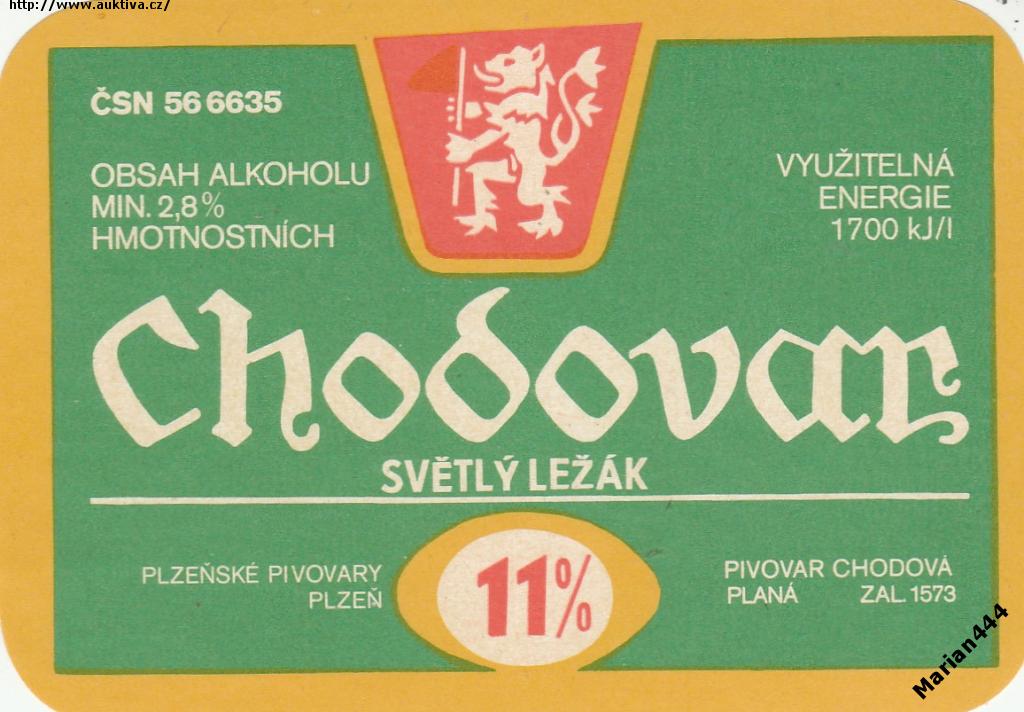 http://www.auktiva.cz/
ČSN 56 6635
OBSAH ALKOHOLU
MIN. 2,8%
HMOTNOSTNÍCH
VYUŽITELNÁ
ENERGIE
1700 kJ/l
Chodovar
SVĚTLÝ LEŽÁK
PLZEŇSKÉ PIVOVARY
PLZEŇ
11%
PIVOVAR CHODOVÁ
PLANÁ ZAL. 1573
Marian444